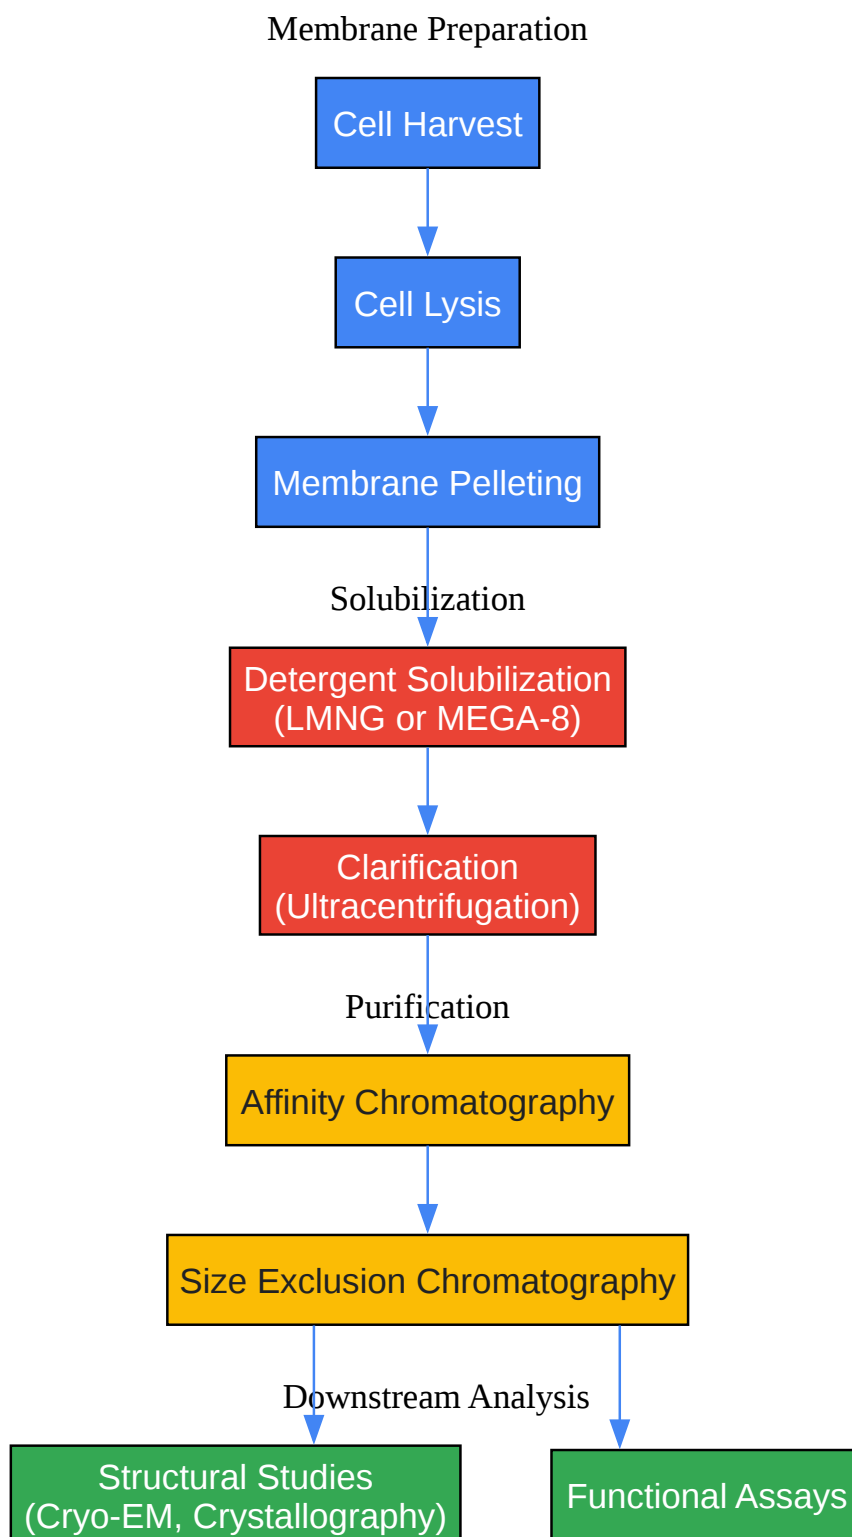 Membrane Preparation
Cell Harvest
Cell Lysis
Membrane Pelleting
Solubilization
Detergent Solubilization
(LMNG or MEGA-8)
Clarification
(Ultracentrifugation)
Purification
Affinity Chromatography
Size Exclusion Chromatography
Downstream Analysis
Structural Studies
(Cryo-EM, Crystallography)
Functional Assays